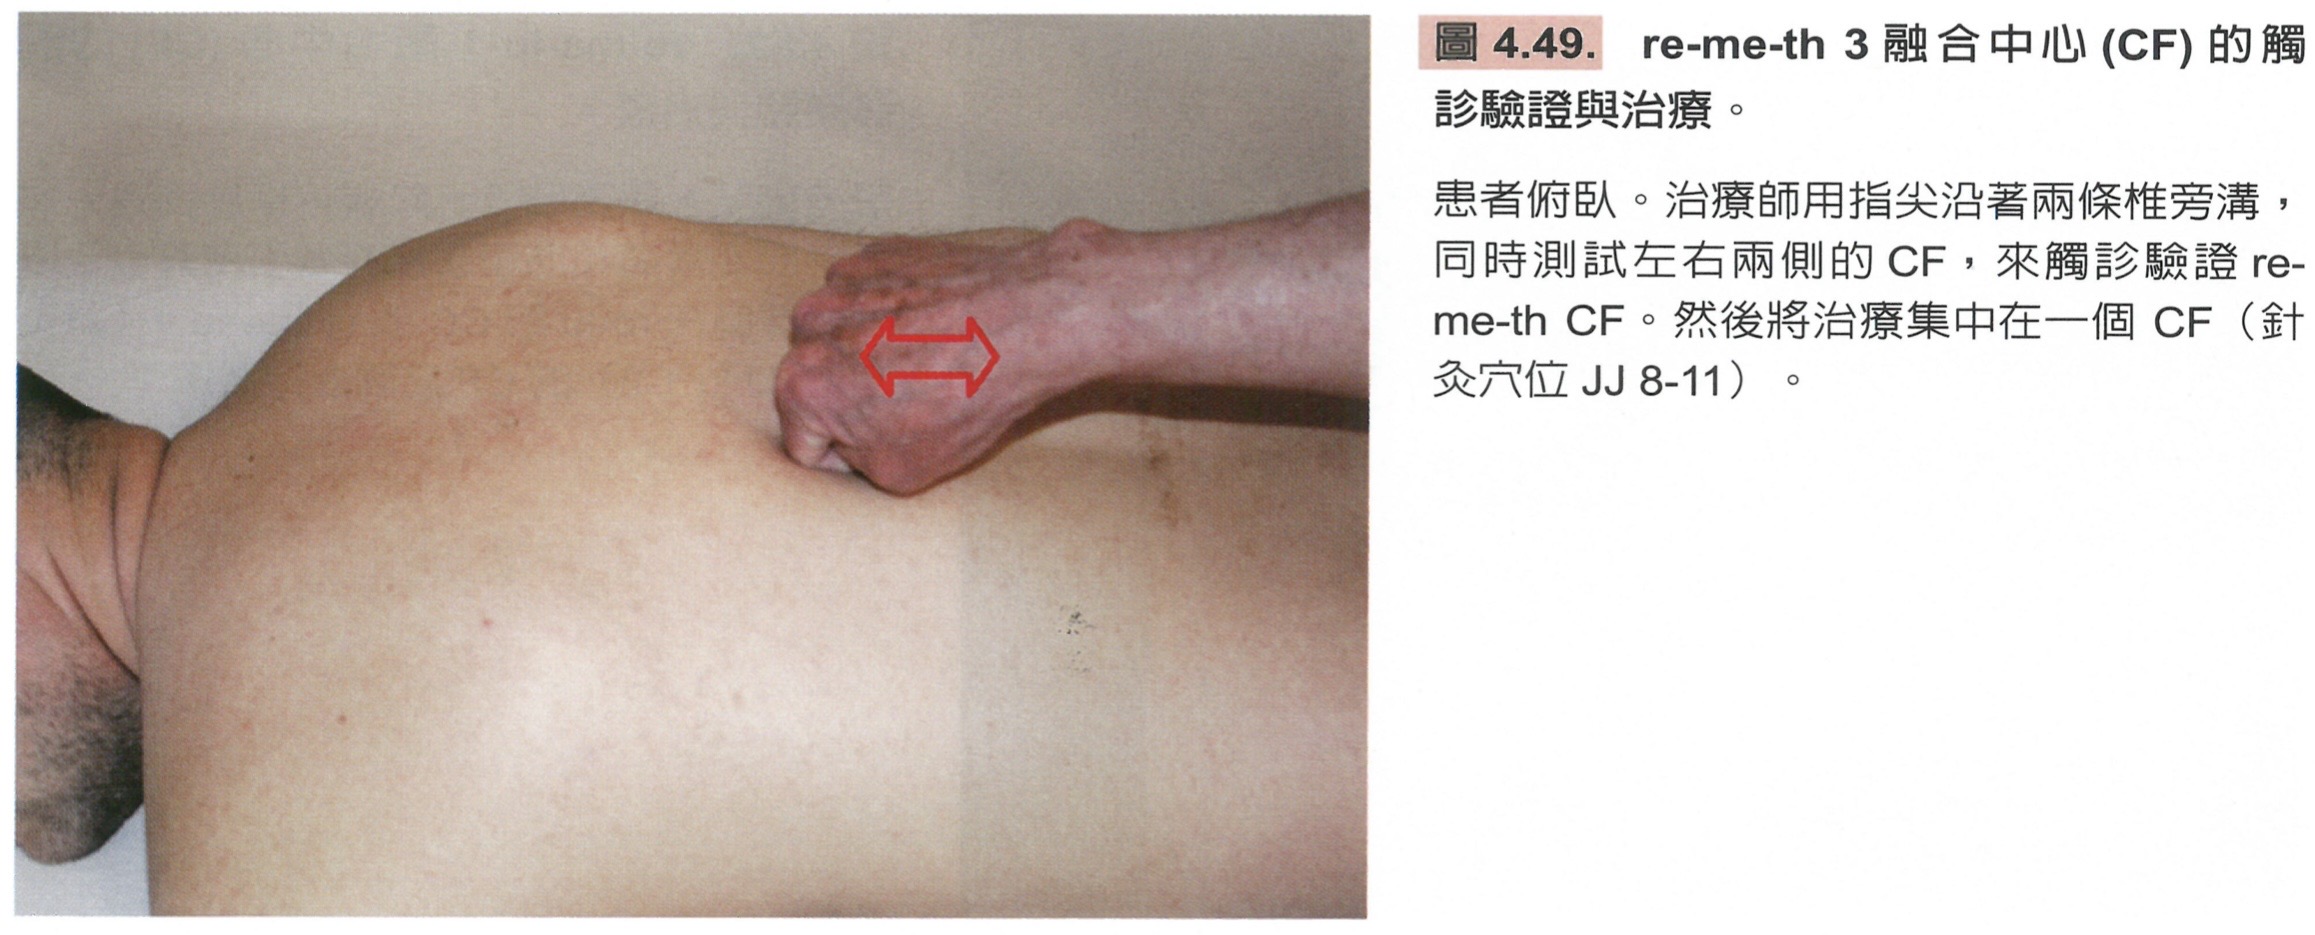 圖 4.49. re-me-th 3 融合中心 (CF) 的觸
診驗證與治療。
患者俯臥。治療師用指尖沿著兩條椎旁溝，
同時測試左右兩側的 CF，來觸診驗證 re-
me-th CF。然後將治療集中在一個 CF（針
灸穴位 JJ 8-11）。